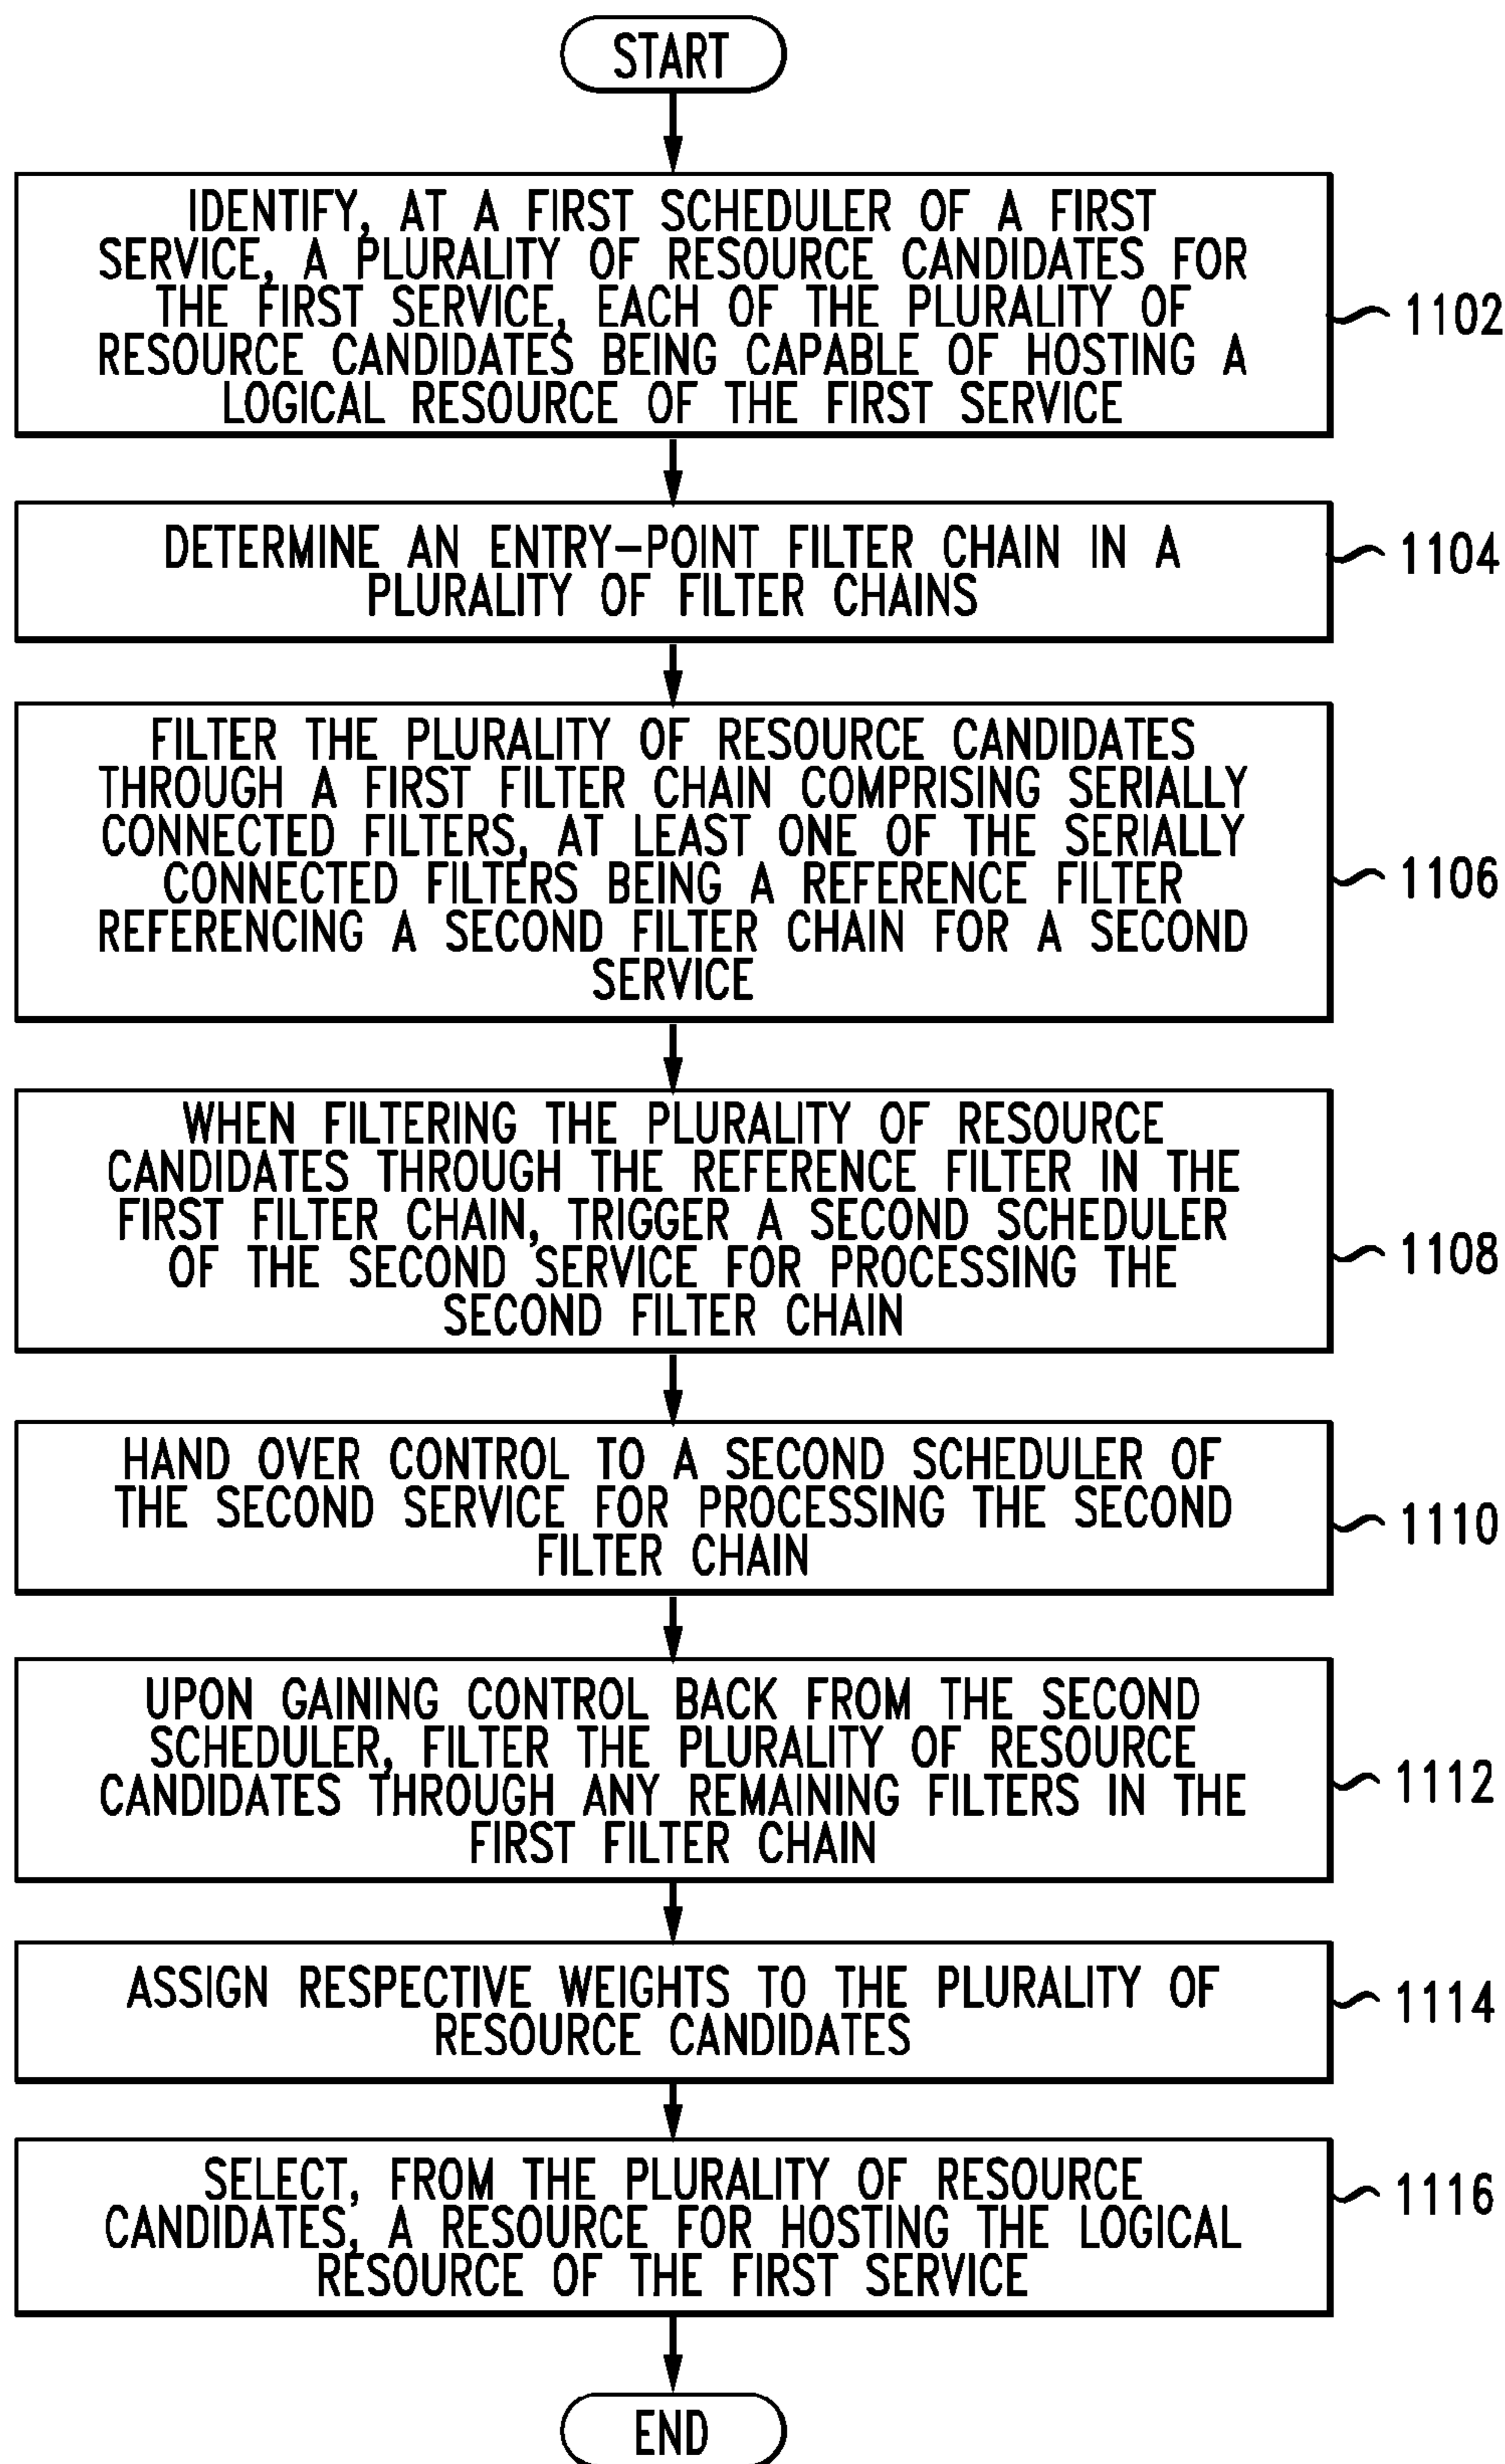 START
IDENTIFY, AT A FIRST SCHEDULER OF A FIRST
SERVICE, A PLURALITY OF RESOURCE CANDIDATES FOR
THE FIRST SERVICE, EACH OF THE PLURALITY OF
RESOURCE CANDIDATES BEING CAPABLE OF HOSTING A
LOGICAL RESOURCE OF THE FIRST SERVICE
1102
DETERMINE AN ENTRY-POINT FILTER CHAIN IN A
PLURALITY OF FILTER CHAINS
1104
FILTER THE PLURALITY OF RESOURCE CANDIDATES
THROUGH A FIRST FILTER CHAIN COMPRISING SERIALLY
CONNECTED FILTERS, AT LEAST ONE OF THE SERIALLY
CONNECTED FILTERS BEING A REFERENCE FILTER
REFERENCING A SECOND FILTER CHAIN FOR A SECOND
SERVICE
1106
WHEN FILTERING THE PLURALITY OF RESOURCE
CANDIDATES THROUGH THE REFERENCE FILTER IN THE
FIRST FILTER CHAIN, TRIGGER A SECOND SCHEDULER
OF THE SECOND SERVICE FOR PROCESSING THE
SECOND FILTER CHAIN
1108
HAND OVER CONTROL TO A SECOND SCHEDULER OF
THE SECOND SERVICE FOR PROCESSING THE SECOND
FILTER CHAIN
1110
UPON GAINING CONTROL BACK FROM THE SECOND
SCHEDULER, FILTER THE PLURALITY OF RESOURCE
CANDIDATES THROUGH ANY REMAINING FILTERS IN THE
FIRST FILTER CHAIN
1112
ASSIGN RESPECTIVE WEIGHTS TO THE PLURALITY OF
RESOURCE CANDIDATES
1114
SELECT, FROM THE PLURALITY OF RESOURCE
CANDIDATES, A RESOURCE FOR HOSTING THE LOGICAL
RESOURCE OF THE FIRST SERVICE
1116
END